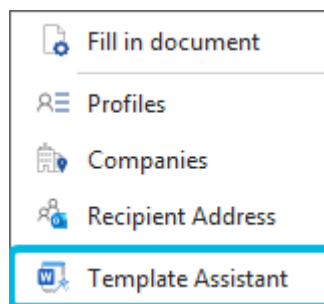 Fill in document
Profiles
Companies
Recipient Address
Template Assistant